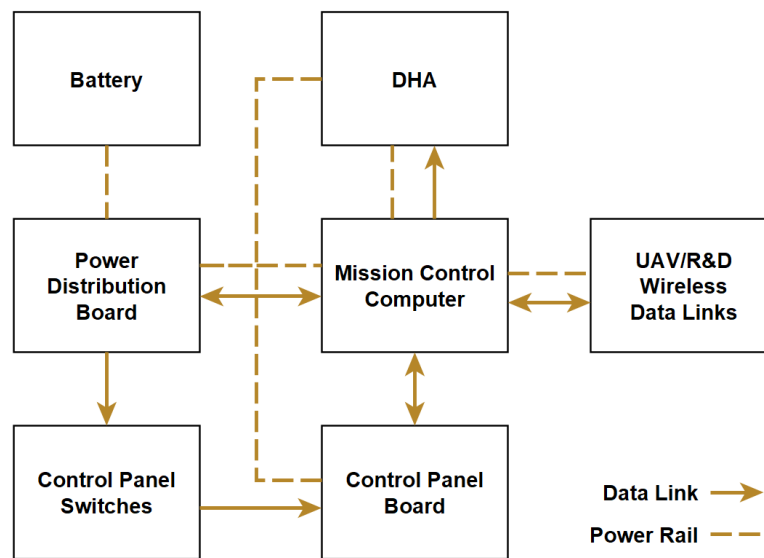 Battery
DHA
Power
Distribution
Board
Mission Control
Computer
UAV/R&D
Wireless
Data Links
Control Panel
Switches
Control Panel
Board
Data Link
Power Rail